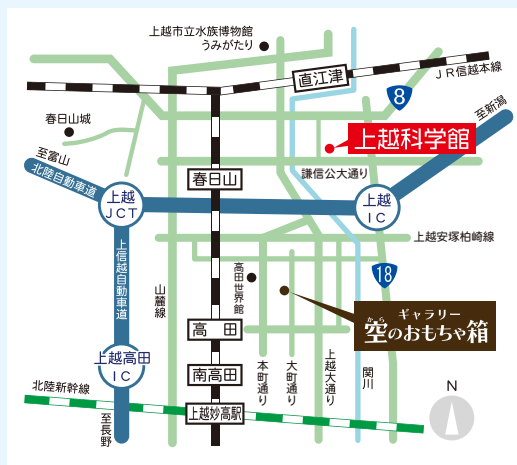 上越市立水族博物館
うみがたり
直江津
JR信越本線
8
至新潟
春日山城
上越科学館
至富山
北陸自動車道
春日山
謙信公大通り
上越
JCT
上越
IC
上越安塚柏崎線
上信越自動車道
山麓線
高田世界館
18
ギャラリー
から
空のおもちゃ箱
高田
上越高田
IC
南高田
本町通り
大町通り
上越大通り
関川
北陸新幹線
至長野
上越妙高駅
N